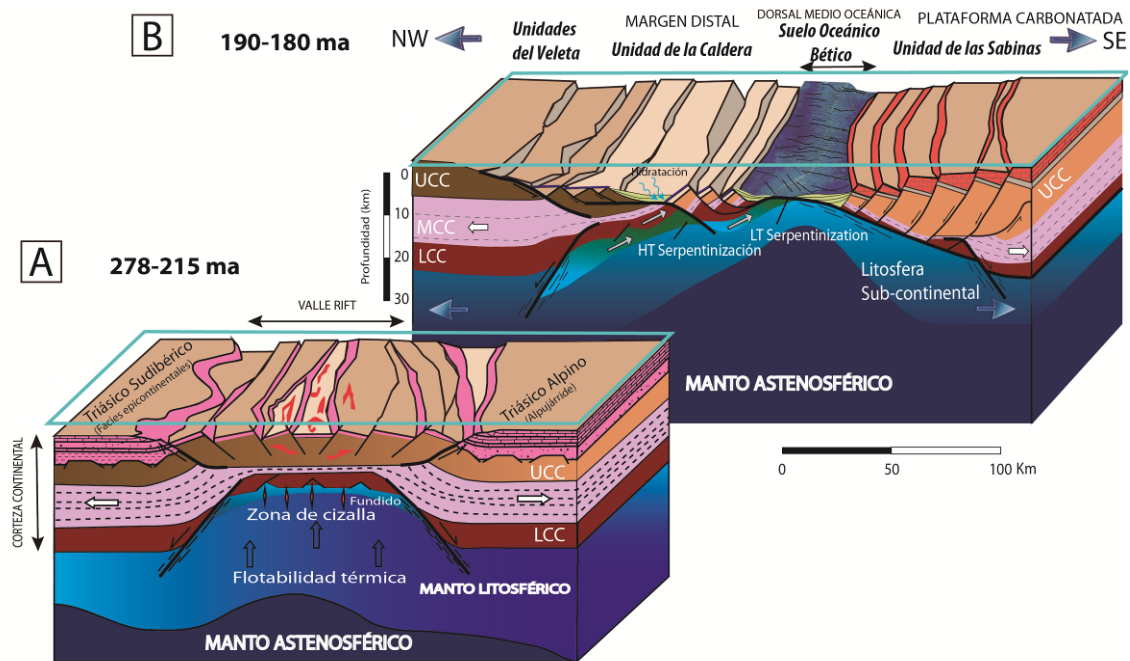 B
190-180 ma
NW
Unidades
del Veleta
MARGEN DISTAL
Unidad de la Caldera
DORSAL MEDIO OCEÁNICA
Suelo Oceánico
Bético
PLATAFORMA CARBONATADA
Unidad de las Sabinas
SE
0
10
20
30
Profundidad (km)
UCC
MCC
LCC
Hidratación
HT Serpentinización
LT Serpentinization
UCC
Litosfera
Sub-continental
MANTO ASTENOSFÉRICO
0
50
100 Km
A
278-215 ma
VALLE RIFT
Triásico Sudibérico
(Facies epicontinentales)
Triásico Alpino
(Alpujárride)
CORTEZA CONTINENTAL
UCC
LCC
Fundido
Zona de cizalla
Flotabilidad térmica
MANTO LITOSFÉRICO
MANTO ASTENOSFÉRICO